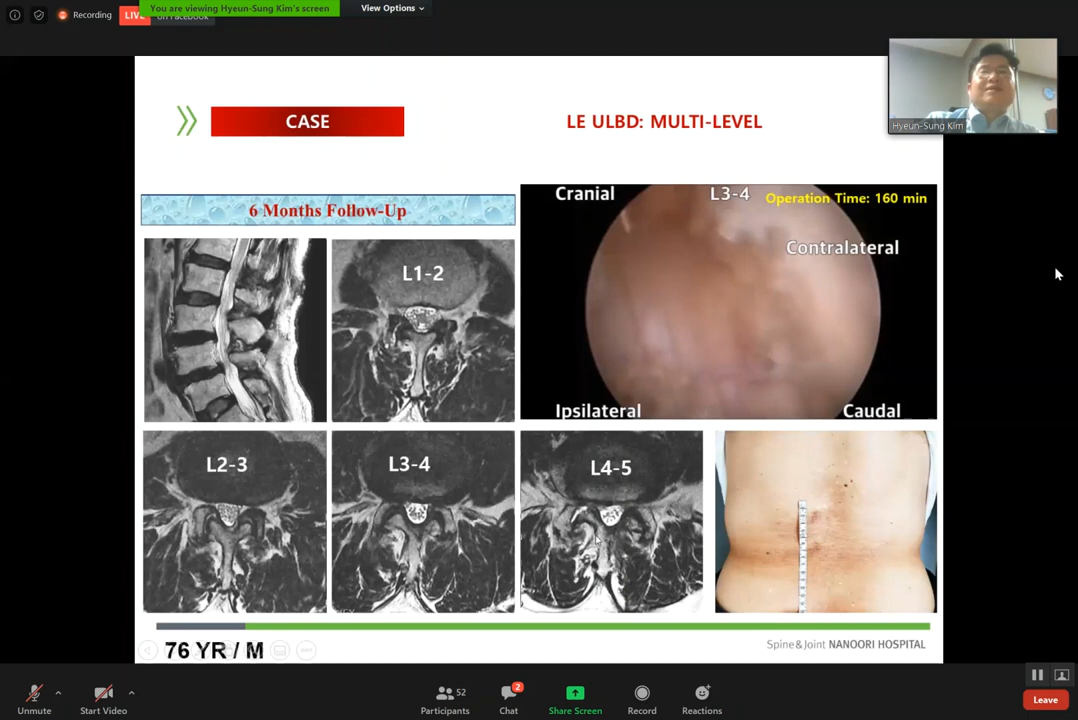 You are viewing Hyeun-Sung Kim's screen
View Options
Recording
LIVE on Facebook
Hyeun-Sung Kim
CASE
LE ULBD: MULTI-LEVEL
6 Months Follow-Up
Cranial
L3-4
Operation Time: 160 min
Contralateral
Ipsilateral
Caudal
L1-2
L2-3
L3-4
L4-5
76 YR / M
Spine & Joint NANOORI HOSPITAL
Unmute
Start Video
52
Participants
2
Chat
Share Screen
Record
Reactions
Leave